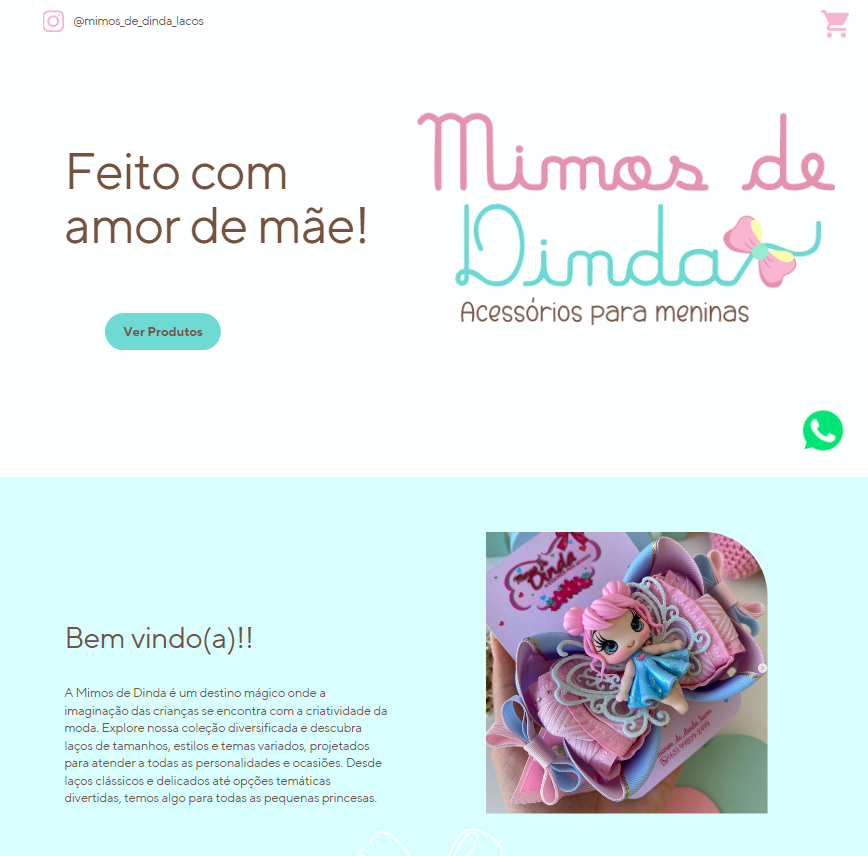 @mimos_de_dinda_lacos
Feito com
amor de mãe!
Mimos de
Dinda
Acessórios para meninas
Ver Produtos
Bem vindo(a)!!
A Mimos de Dinda é um destino mágico onde a
imaginação das crianças se encontra com a criatividade da
moda. Explore nossa coleção diversificada e descubra
laços de tamanhos, estilos e temas variados, projetados
para atender a todas as personalidades e ocasiões. Desde
laços clássicos e delicados até opções temáticas
divertidas, temos algo para todas as pequenas princesas.
Mimos de
Dinda